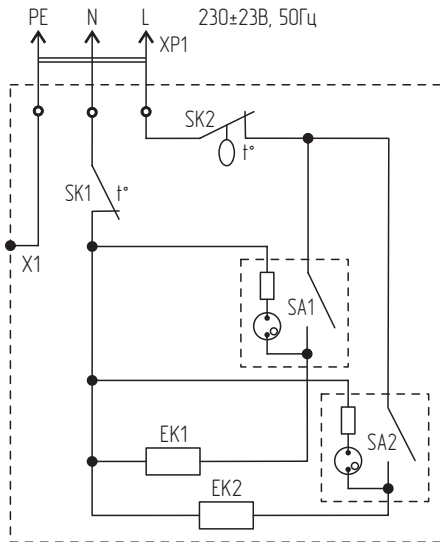 PE N L 230±23В, 50Гц
XP1
SK2
t°
SK1 t°
X1
SA1
SA2
EK1
EK2